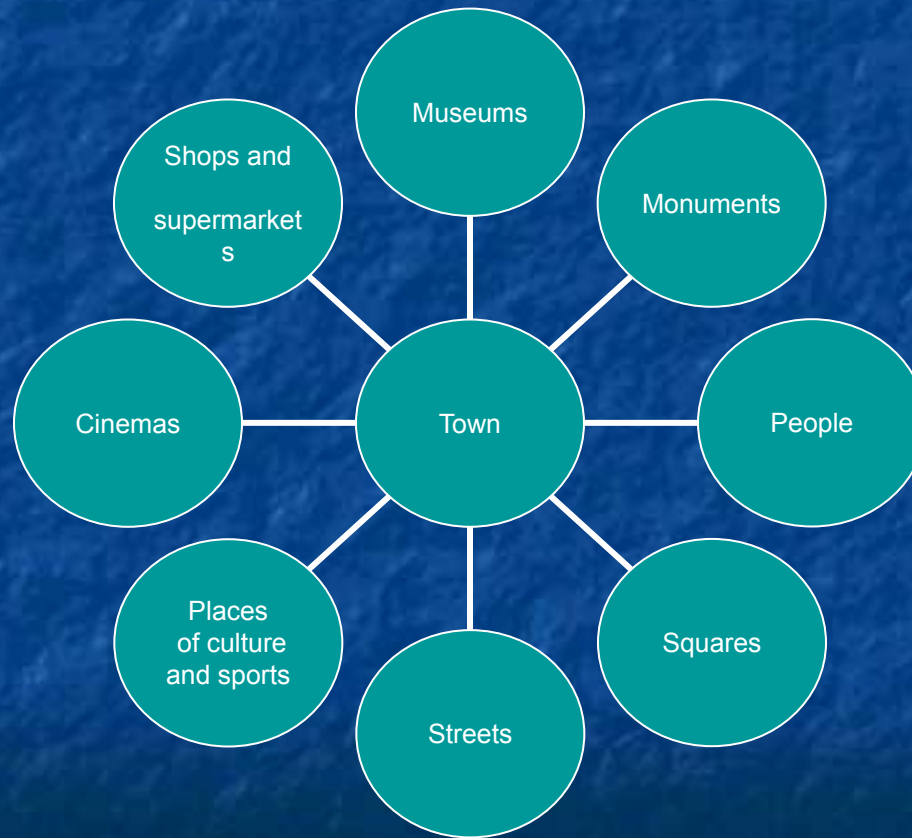 Museums
Shops and
supermarket
s
Monuments
Cinemas
Town
People
Places
of culture
and sports
Squares
Streets